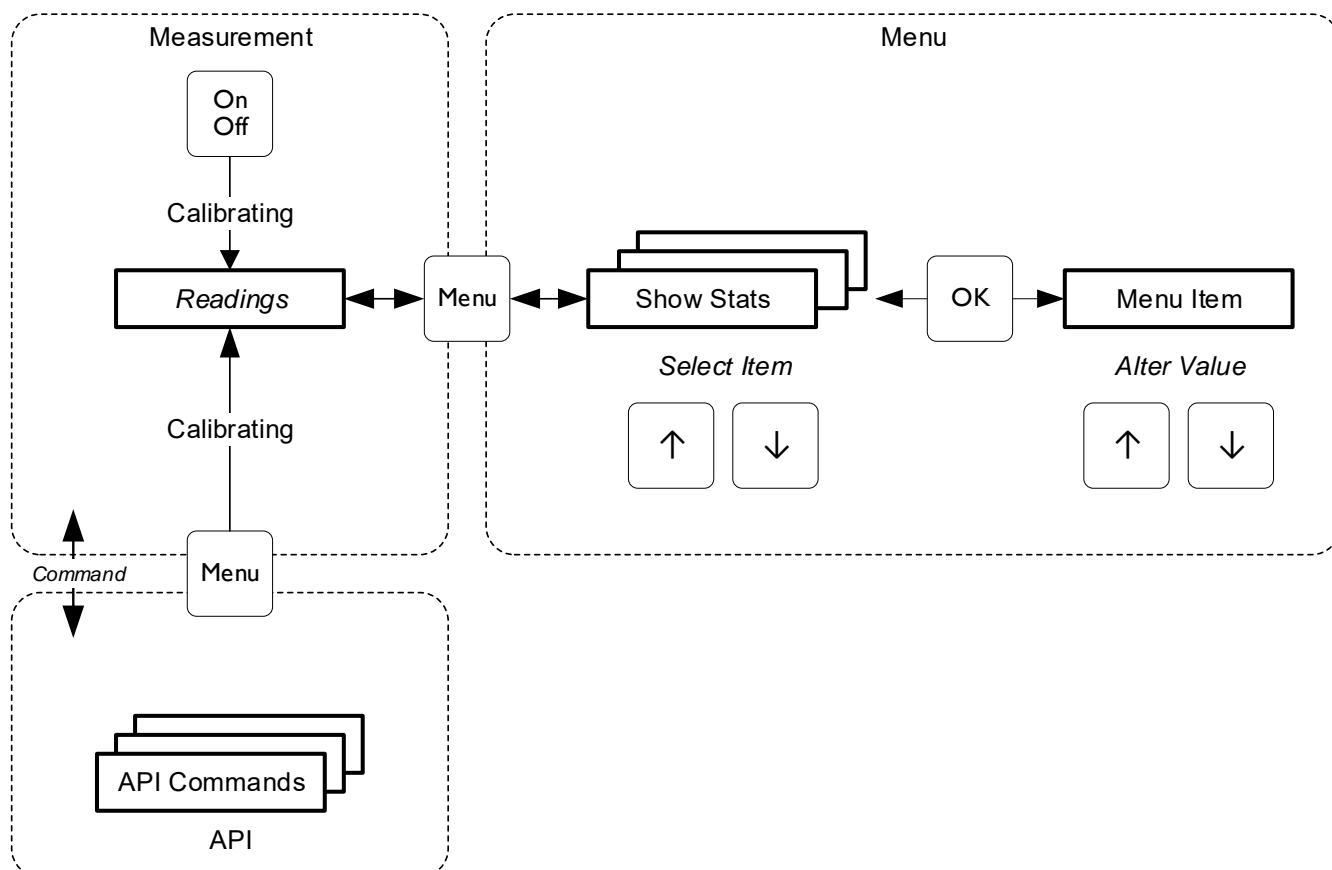 Measurement
On
Off
Calibrating
Readings
Calibrating
Menu
Menu
Show Stats
Select Item
↑ ↓
OK
Menu Item
Alter Value
↑ ↓
Command
Menu
API Commands
API